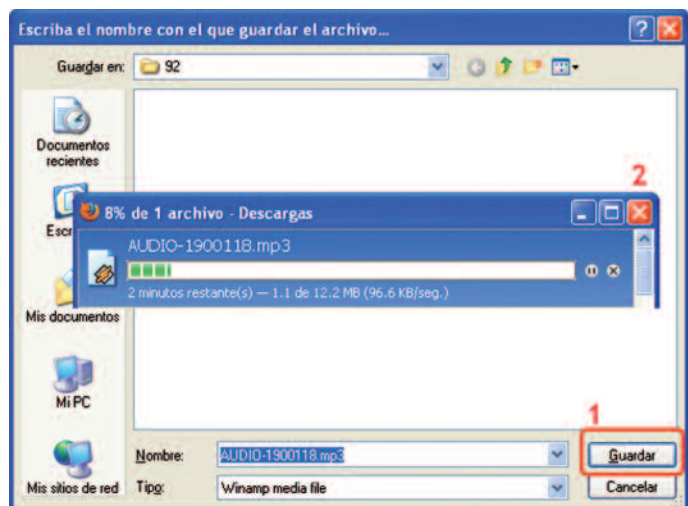 Escriba el nombre con el que guardar el archivo...
Guardar en:
92
Documentos
recientes
2
8% de 1 archivo - Descargas
AUDIO-1900118.mp3
2 minutos restante(s) — 1.1 de 12.2 MB (96.6 KB/seg.)
Mis documentos
Mi PC
1
Nombre:
AUDIO-1900118.mp3
Guardar
Mis sitios de red
Tipo:
Winamp media file
Cancelar